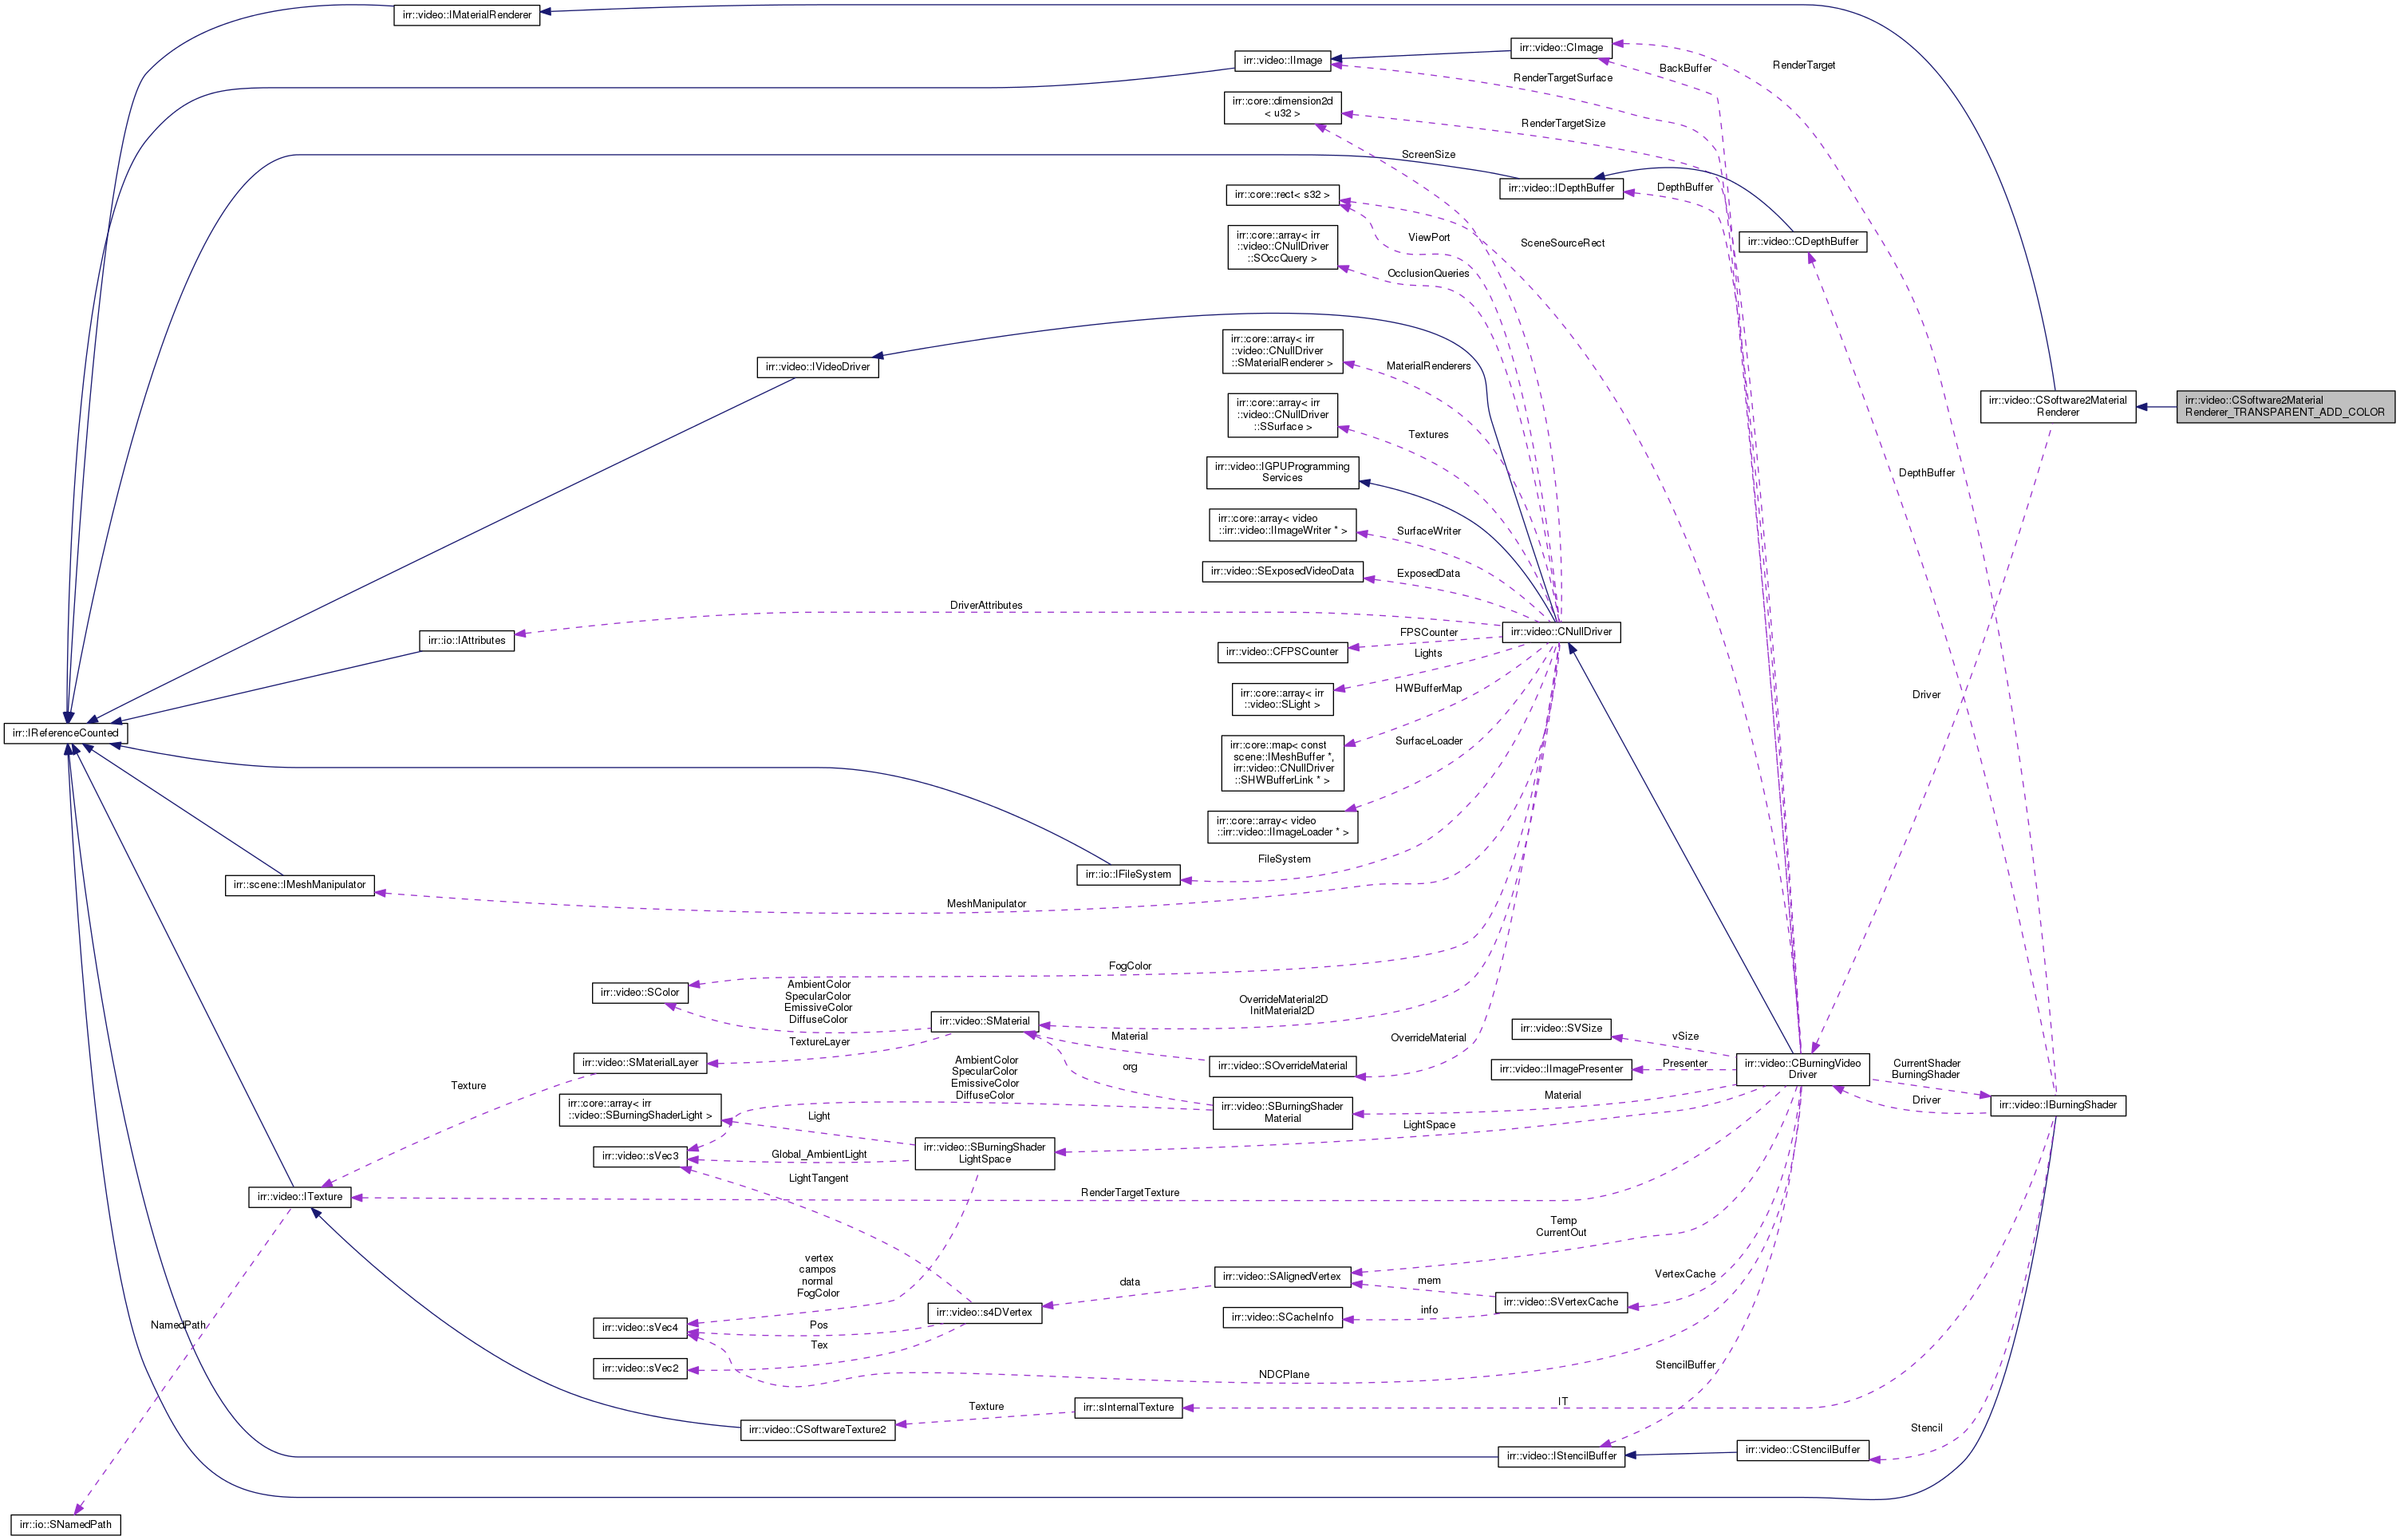 irr::video::IMaterialRenderer
irr::video::CImage
irr::video::IImage
BackBuffer
RenderTarget
RenderTargetSurface
irr::core::dimension2d
< u32 >
RenderTargetSize
ScreenSize
irr::video::IDepthBuffer
DepthBuffer
irr::core::rect< s32 >
irr::core::array< irr
::video::CNullDriver
::SOccQuery >
ViewPort
SceneSourceRect
irr::video::CDepthBuffer
OcclusionQueries
irr::core::array< irr
::video::CNullDriver
::SMaterialRenderer >
irr::video::IVideoDriver
MaterialRenderers
irr::core::array< irr
::video::CNullDriver
::SSurface >
Textures
irr::video::CSoftware2Material
Renderer
irr::video::CSoftware2Material
Renderer_TRANSPARENT_ADD_COLOR
irr::video::IGPUProgramming
Services
DepthBuffer
irr::core::array< video
::irr::video::IImageWriter * >
SurfaceWriter
irr::video::SExposedVideoData
ExposedData
DriverAttributes
irr::io::IAttributes
irr::video::CNullDriver
FPSCounter
irr::video::CFPSCounter
Lights
irr::core::array< irr
::video::SLight >
HWBufferMap
Driver
irr::IReferenceCounted
irr::core::map< const
scene::IMeshBuffer *,
irr::video::CNullDriver
::SHWBufferLink * >
SurfaceLoader
irr::core::array< video
::irr::video::IImageLoader * >
FileSystem
irr::io::IFileSystem
irr::scene::IMeshManipulator
MeshManipulator
FogColor
irr::video::SColor
AmbientColor
SpecularColor
EmissiveColor
DiffuseColor
OverrideMaterial2D
InitMaterial2D
irr::video::SMaterial
TextureLayer
Material
OverrideMaterial
irr::video::SVSize
vSize
irr::video::SMaterialLayer
irr::video::SOverrideMaterial
irr::video::IImagePresenter
Presenter
irr::video::CBurningVideo
Driver
CurrentShader
BurningShader
Texture
AmbientColor
SpecularColor
EmissiveColor
DiffuseColor
org
Material
irr::core::array< irr
::video::SBurningShaderLight >
Light
irr::video::SBurningShader
Material
LightSpace
Driver
irr::video::IBurningShader
irr::video::sVec3
Global_AmbientLight
irr::video::SBurningShader
LightSpace
LightTangent
irr::video::ITexture
RenderTargetTexture
Temp
CurrentOut
vertex
campos
normal
FogColor
irr::video::SAlignedVertex
data
mem
VertexCache
irr::video::SVertexCache
irr::video::s4DVertex
irr::video::SCacheInfo
info
NamedPath
irr::video::sVec4
Pos
Tex
irr::video::sVec2
NDCPlane
StencilBuffer
irr::sInternalTexture
Texture
IT
irr::video::CSoftwareTexture2
Stencil
irr::video::IStencilBuffer
irr::video::CStencilBuffer
irr::io::SNamedPath